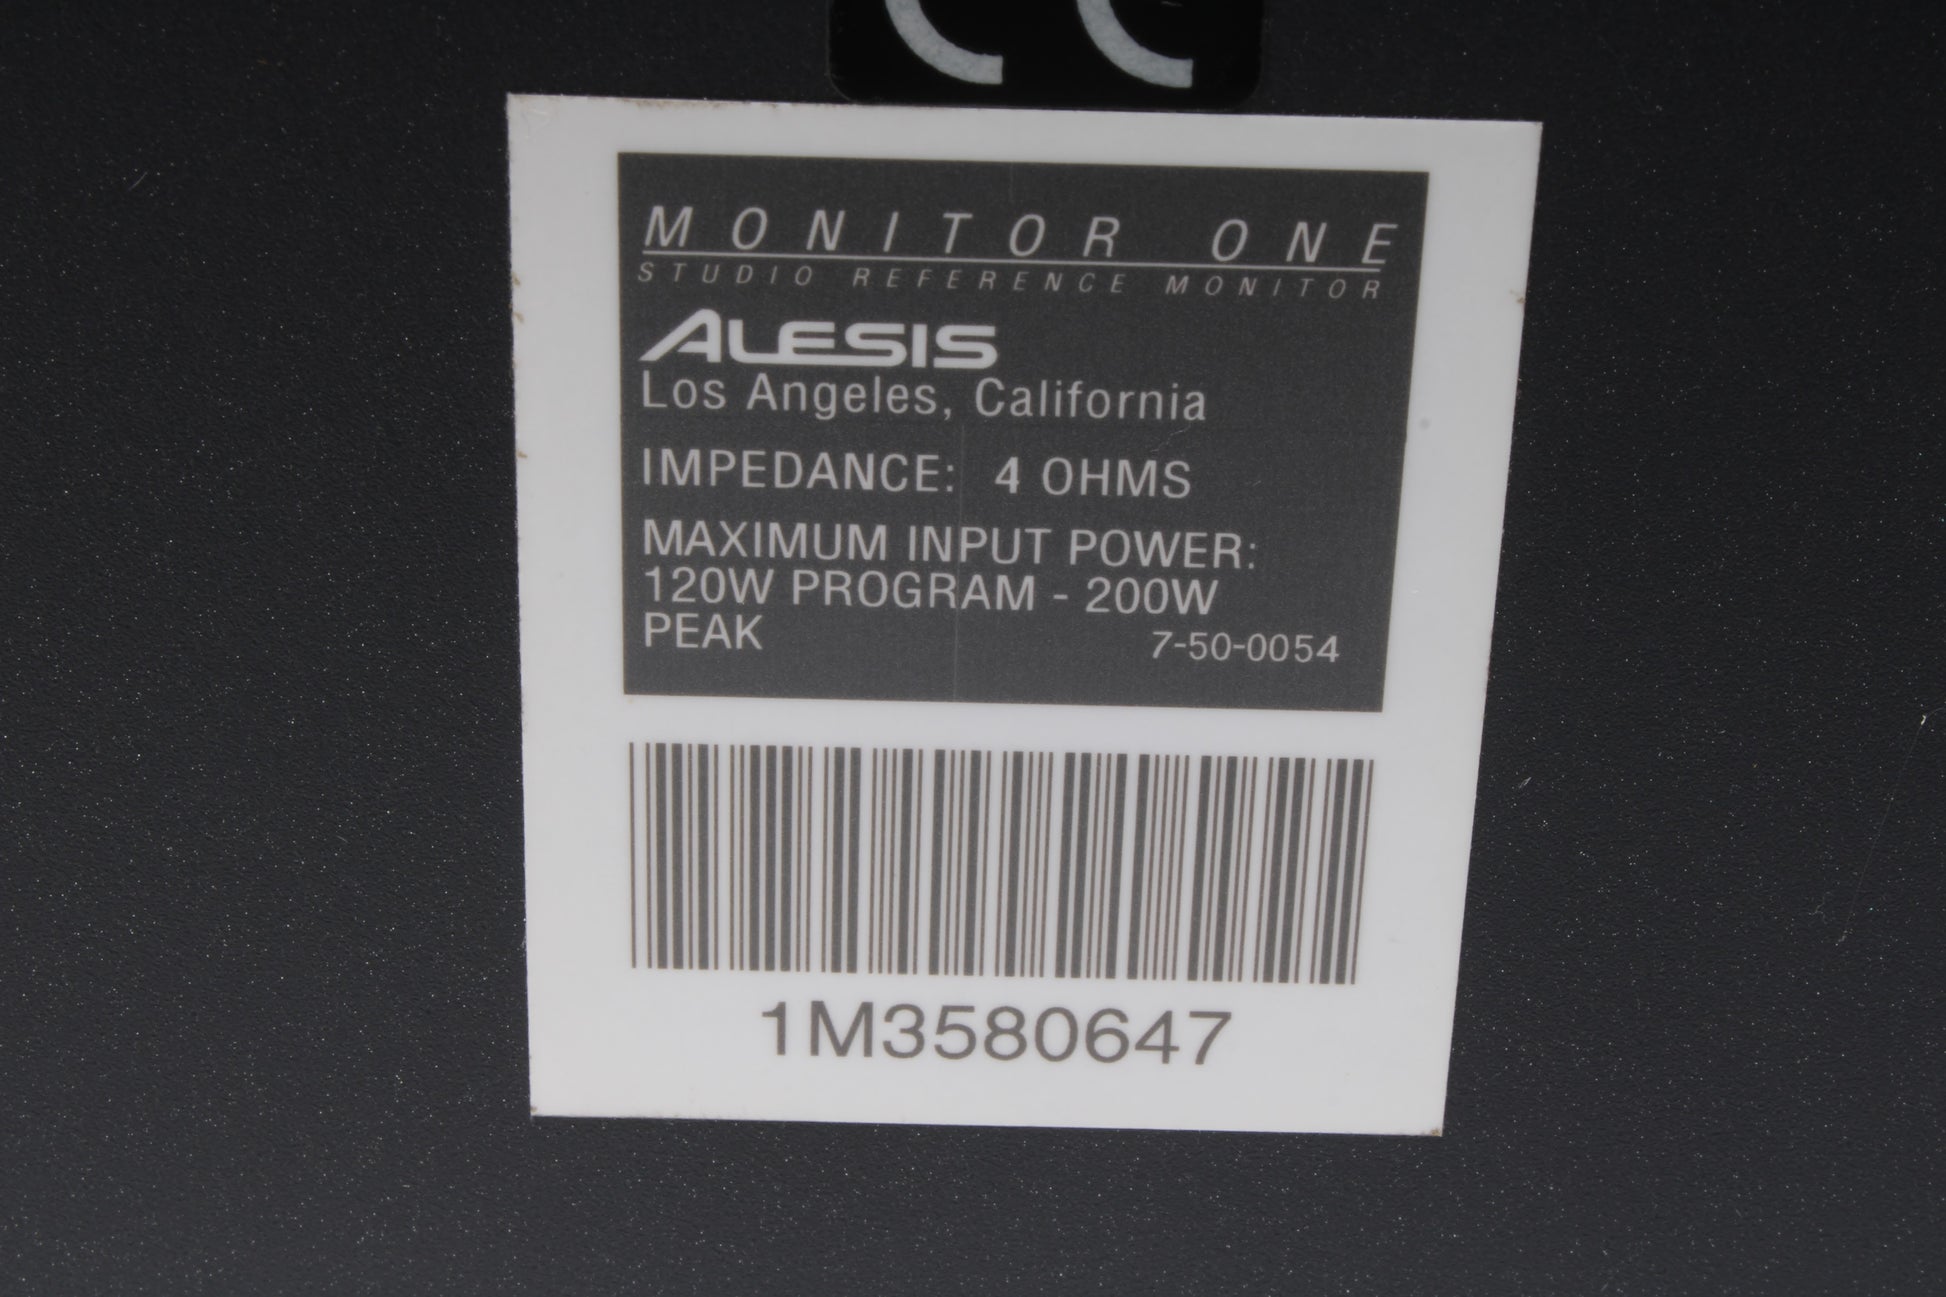 CE
MONITOR ONE
STUDIO REFERENCE MONITOR
ALESIS
Los Angeles, California
IMPEDANCE: 4 OHMS
MAXIMUM INPUT POWER:
120W PROGRAM - 200W
PEAK 7-50-0054
1M3580647